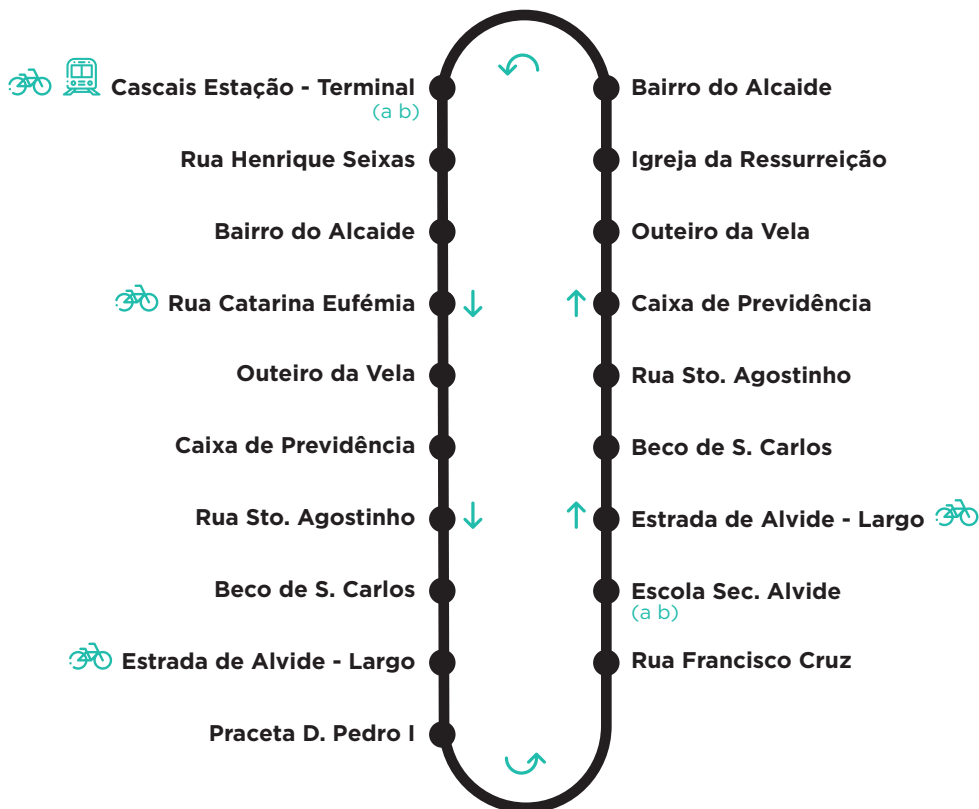 Cascais Estação - Terminal
(a b)
Rua Henrique Seixas
Bairro do Alcaide
Rua Catarina Eufémia
Outeiro da Vela
Caixa de Previdência
Rua Sto. Agostinho
Beco de S. Carlos
Estrada de Alvide - Largo
Praceta D. Pedro I
Bairro do Alcaide
Igreja da Ressurreição
Outeiro da Vela
Caixa de Previdência
Rua Sto. Agostinho
Beco de S. Carlos
Estrada de Alvide - Largo
Escola Sec. Alvide
(a b)
Rua Francisco Cruz